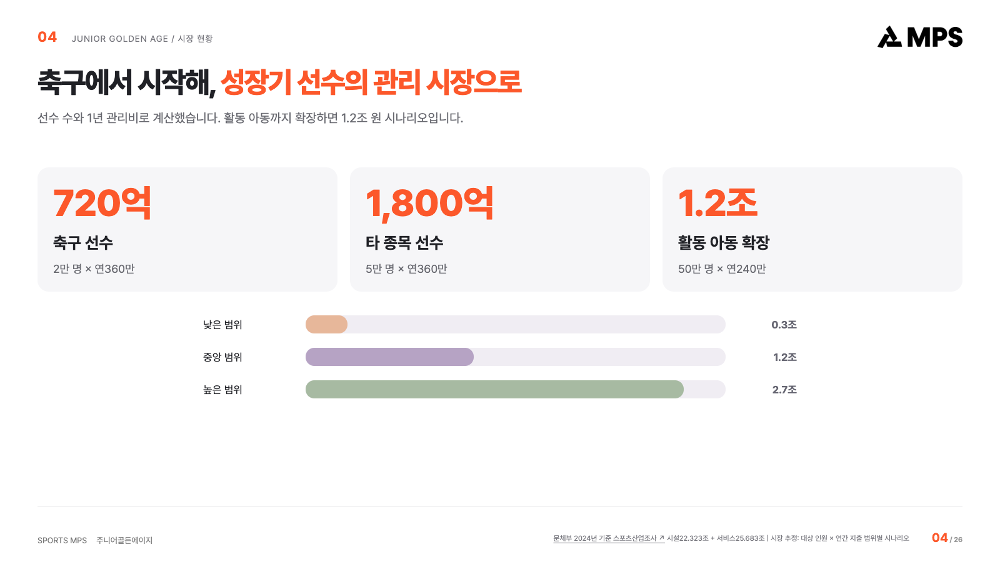 04 JUNIOR GOLDEN AGE / 시장 현황
MPS
축구에서 시작해, 성장기 선수의 관리 시장으로
선수 수와 1년 관리비로 계산했습니다. 활동 아동까지 확장하면 1.2조 원 시나리오입니다.
720억
축구 선수
2만 명 × 연360만
1,800억
타 종목 선수
5만 명 × 연360만
1.2조
활동 아동 확장
50만 명 × 연240만
낮은 범위 0.3조
중앙 범위 1.2조
높은 범위 2.7조
SPORTS MPS 주니어골든에이지
문체부 2024년 기준 스포츠산업조사 ↗ 시설22.323조 + 서비스25.683조 | 시장 추정: 대상 인원 × 연간 지출 범위별 시나리오
04 / 26